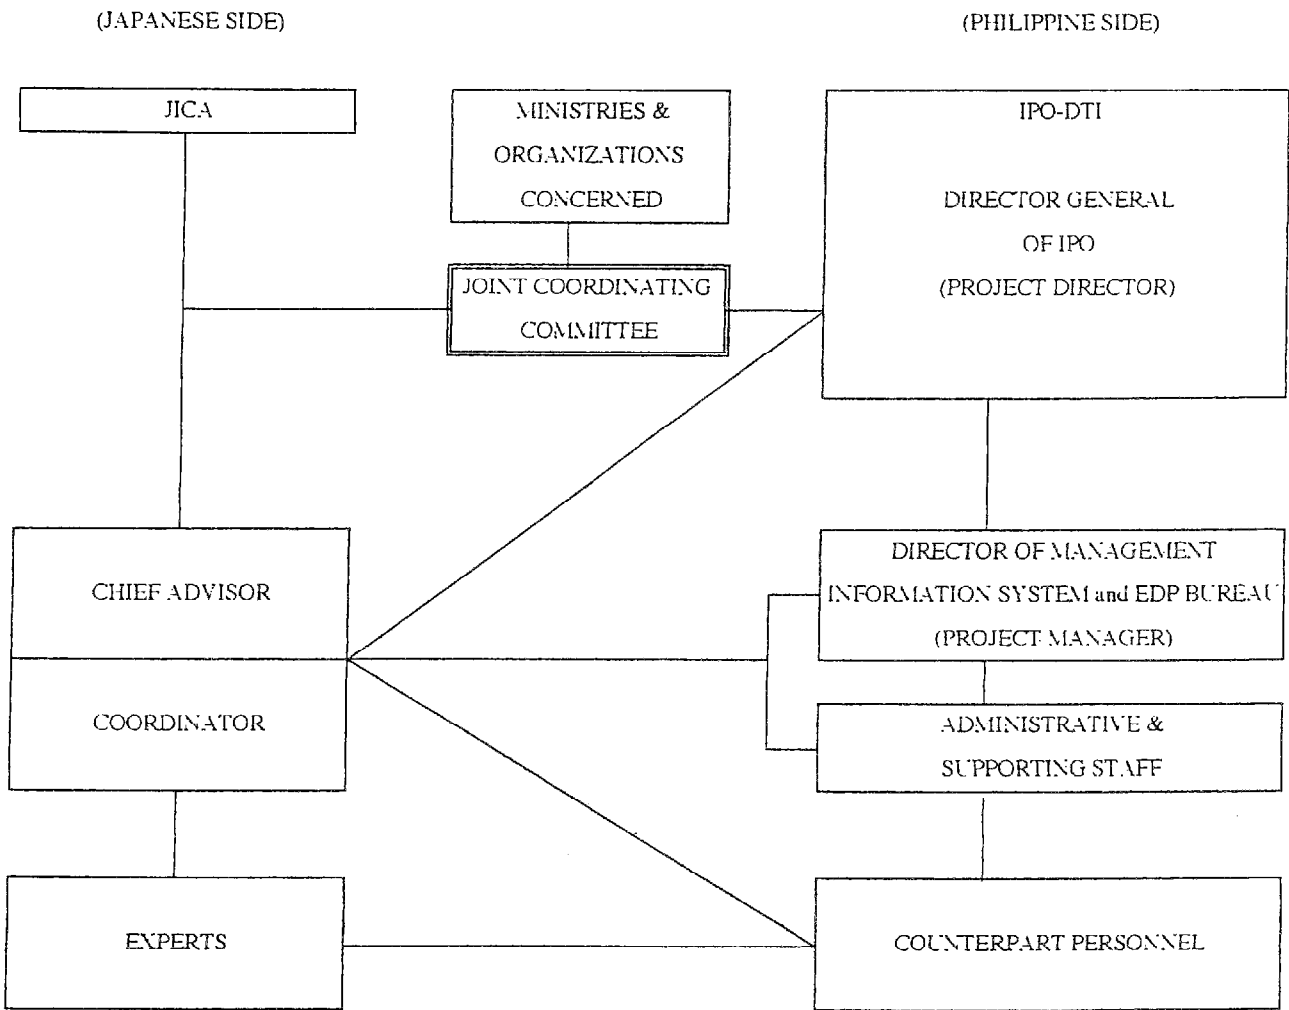 (JAPANESE SIDE)
(PHILIPPINE SIDE)
JICA
MINISTRIES &
ORGANIZATIONS
CONCERNED
IPO-DTI
DIRECTOR GENERAL
OF IPO
(PROJECT DIRECTOR)
JOINT COORDINATING
COMMITTEE
CHIEF ADVISOR
COORDINATOR
DIRECTOR OF MANAGEMENT
INFORMATION SYSTEM and EDP BUREAU
(PROJECT MANAGER)
ADMINISTRATIVE &
SUPPORTING STAFF
EXPERTS
COUNTERPART PERSONNEL